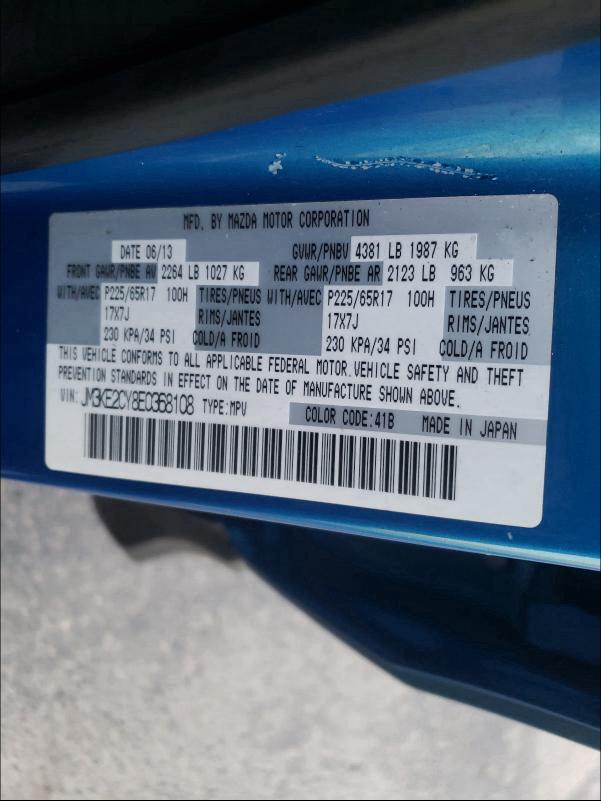 MFD. BY MAZDA MOTOR CORPORATION
DATE 06/13 GVWR/PNBV 4381 LB 1987 KG
FRONT GAWR/PNBE AV 2264 LB 1027 KG REAR GAWR/PNBE AR 2123 LB 963 KG
WITH/AVEC P225/65R17 100H TIRES/PNEUS WITH/AVEC P225/65R17 100H TIRES/PNEUS
17X7J RIMS/JANTES 17X7J RIMS/JANTES
230 KPA/34 PSI COLD/A FROID 230 KPA/34 PSI COLD/A FROID
THIS VEHICLE CONFORMS TO ALL APPLICABLE FEDERAL MOTOR VEHICLE SAFETY AND THEFT
PREVENTION STANDARDS IN EFFECT ON THE DATE OF MANUFACTURE SHOWN ABOVE.
VIN: JM3KE2CY8E0368108 TYPE:MPV COLOR CODE:41B MADE IN JAPAN